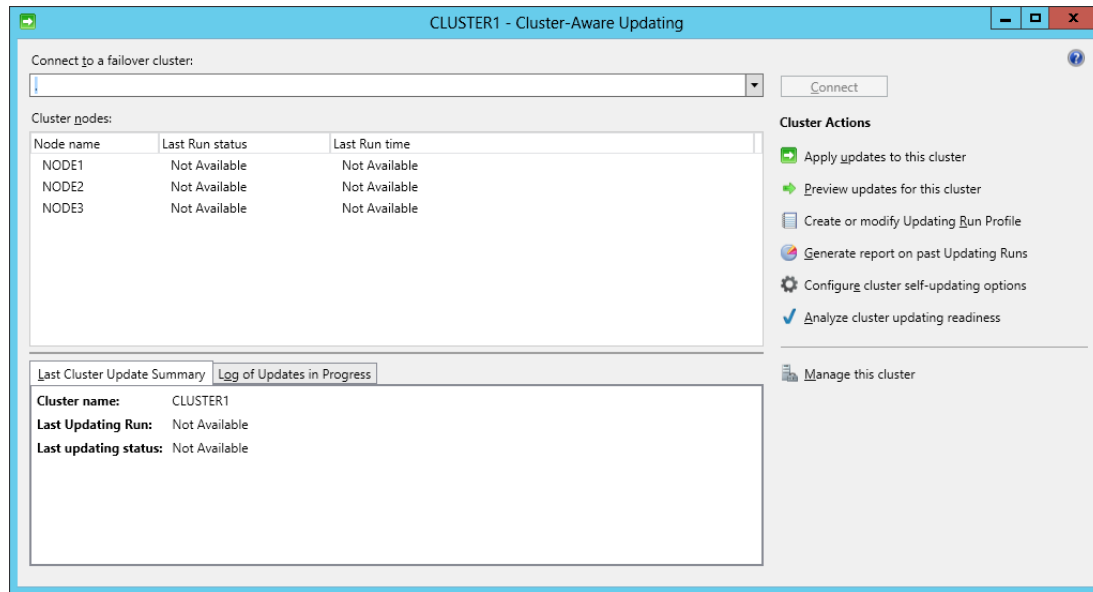 CLUSTER1 - Cluster-Aware Updating
Connect to a failover cluster:
.
Connect
Cluster nodes:
Node name Last Run status Last Run time
NODE1 Not Available Not Available
NODE2 Not Available Not Available
NODE3 Not Available Not Available
Cluster Actions
Apply updates to this cluster
Preview updates for this cluster
Create or modify Updating Run Profile
Generate report on past Updating Runs
Configure cluster self-updating options
Analyze cluster updating readiness
Manage this cluster
Last Cluster Update Summary Log of Updates in Progress
Cluster name: CLUSTER1
Last Updating Run: Not Available
Last updating status: Not Available